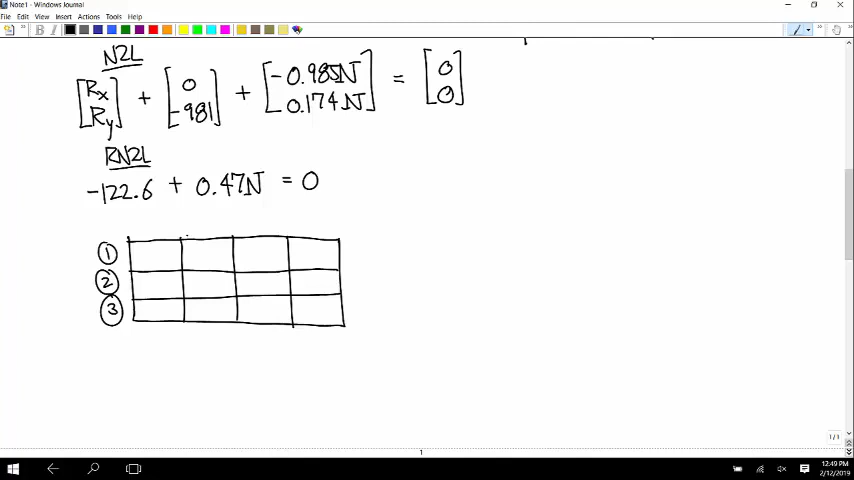 Note1 - Windows Journal
File Edit View Insert Actions Tools Help
B I
N2L
[Rx Ry] + [0 -981] + [-0.985N 0.174N] = [0 0]
RN2L
-122.6 + 0.47N = 0
1
2
3
1/1
1
12:49 PM
2/12/2019